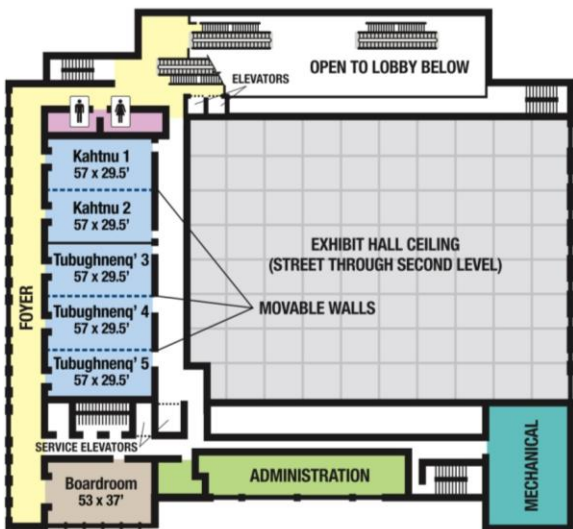 OPEN TO LOBBY BELOW
ELEVATORS
Kahtnu 1
57 x 29.5'
Kahtnu 2
57 x 29.5'
Tubughnenq' 3
57 x 29.5'
Tubughnenq' 4
57 x 29.5'
Tubughnenq' 5
57 x 29.5'
FOYER
EXHIBIT HALL CEILING
(STREET THROUGH SECOND LEVEL)
MOVABLE WALLS
SERVICE ELEVATORS
Boardroom
53 x 37'
ADMINISTRATION
MECHANICAL